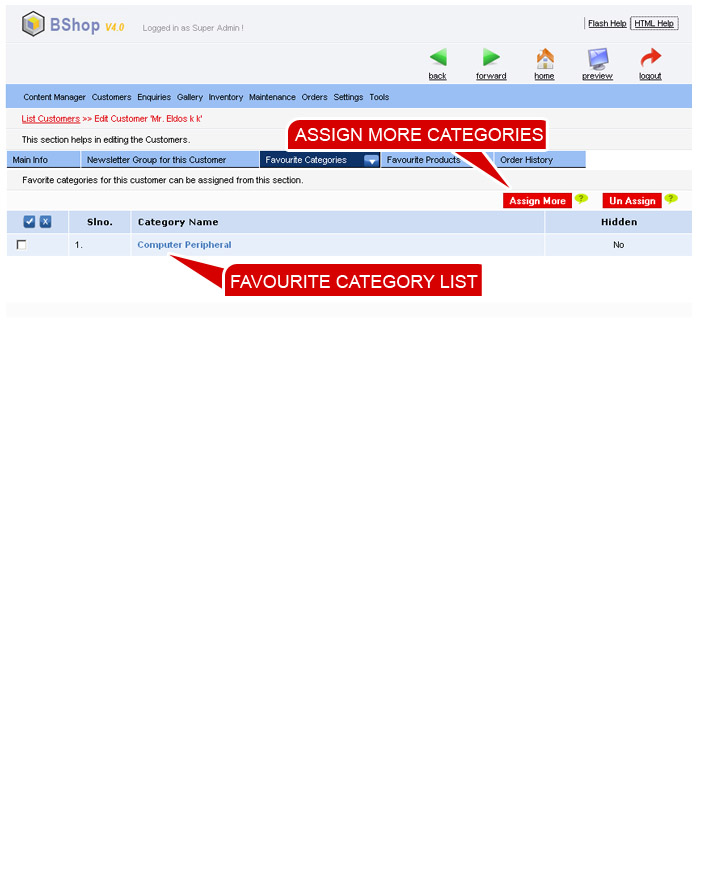 BShop V4.0 Logged in as Super Admin !
Flash Help HTML Help
back forward home preview logout
Content Manager Customers Enquiries Gallery Inventory Maintenance Orders Settings Tools
List Customers >> Edit Customer 'Mr. Eldos k k'
ASSIGN MORE CATEGORIES
This section helps in editing the Customers.
Main Info Newsletter Group for this Customer Favourite Categories Favourite Products Order History
Favorite categories for this customer can be assigned from this section.
Assign More ? Un Assign ?
X Slno. Category Name Hidden
1. Computer Peripheral No
FAVOURITE CATEGORY LIST